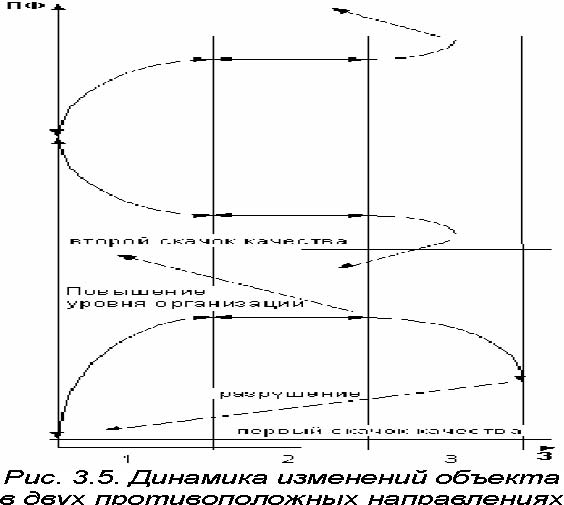 ПФ
второй скачок качества
Повышение
уровня организации
разрушение
первый скачок качества
1 2 3 З
Рис. 3.5. Динамика изменений объекта
в двух противоположных направлениях